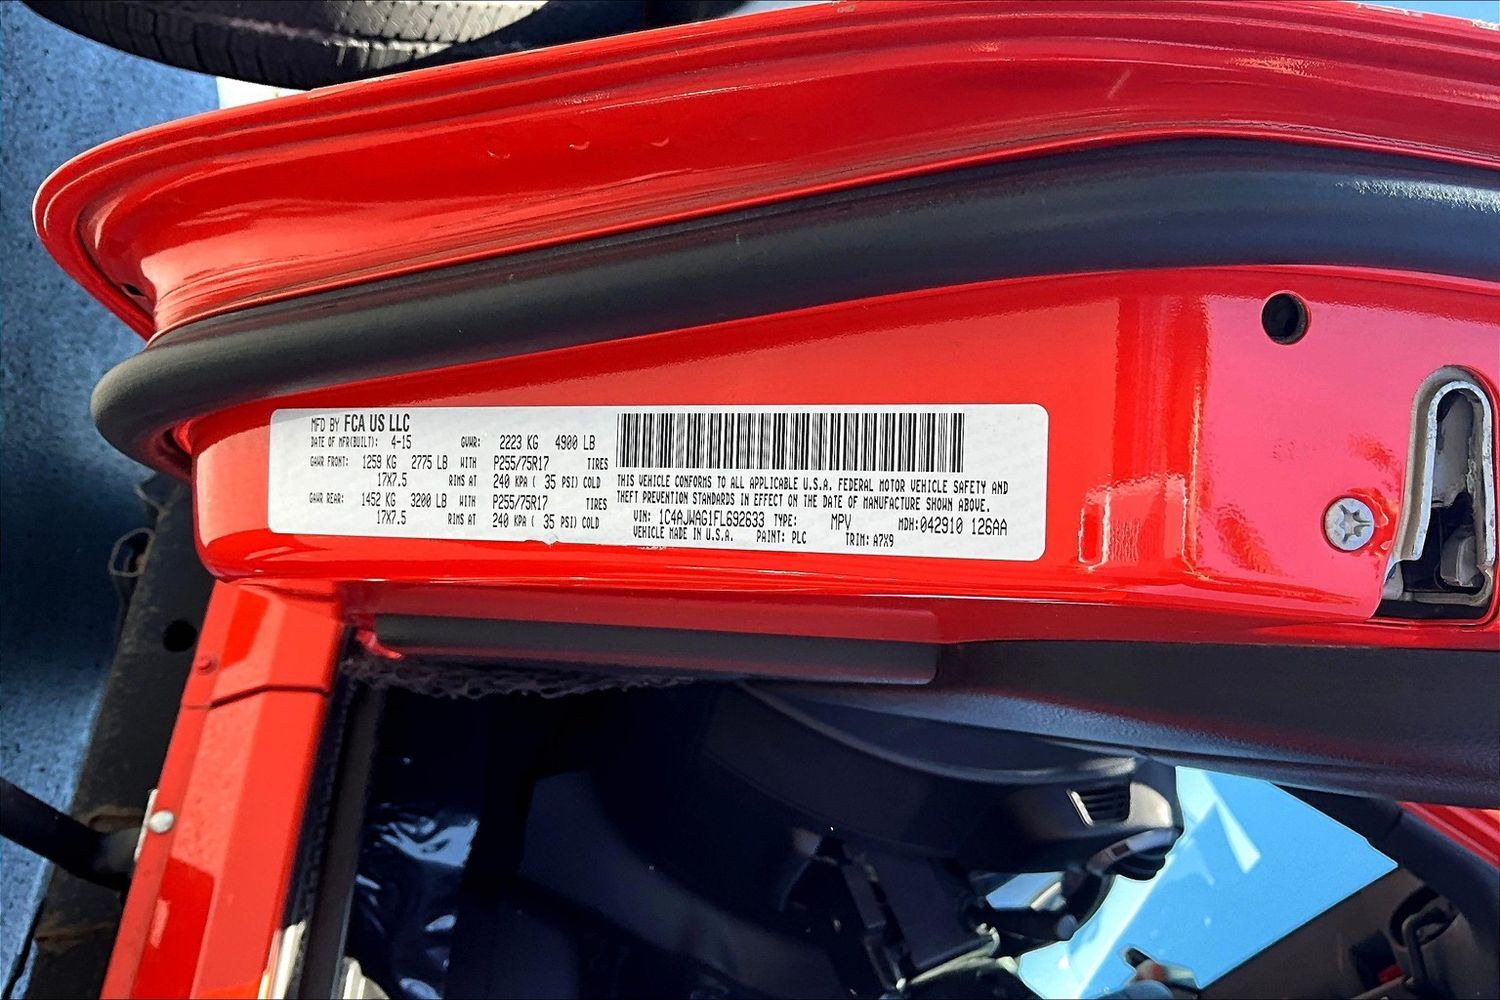 MFD BY FCA US LLC
DATE OF MFR(BUILT): 4-15 GVWR: 2223 KG 4900 LB
GAWR FRONT: 1259 KG 2775 LB WITH P255/75R17 TIRES
17X7.5 RIMS AT 240 KPA ( 35 PSI) COLD
GAWR REAR: 1452 KG 3200 LB WITH P255/75R17 TIRES
17X7.5 RIMS AT 240 KPA ( 35 PSI) COLD
THIS VEHICLE CONFORMS TO ALL APPLICABLE U.S.A. FEDERAL MOTOR VEHICLE SAFETY AND
THEFT PREVENTION STANDARDS IN EFFECT ON THE DATE OF MANUFACTURE SHOWN ABOVE.
VIN: 1C4AJWAG1FL692633 TYPE: MPV MDH:042910 126AA
VEHICLE MADE IN U.S.A. PAINT: PLC TRIM: A7X9